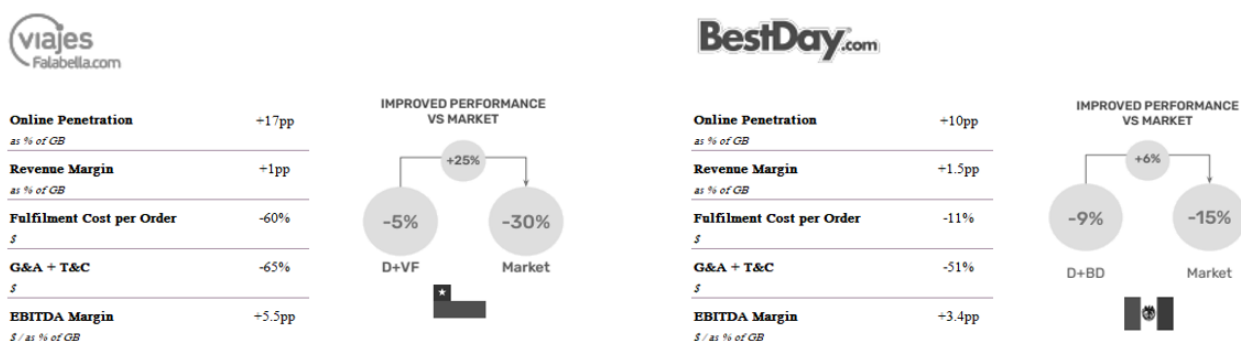 viajes
Falabella.com
Online Penetration +17pp
as % of GB
Revenue Margin +1pp
as % of GB
Fulfilment Cost per Order -60%
$
G&A + T&C -65%
$
EBITDA Margin +5.5pp
$ / as % of GB
IMPROVED PERFORMANCE
VS MARKET
+25%
-5% -30%
D+VF Market
BestDay.com
Online Penetration +10pp
as % of GB
Revenue Margin +1.5pp
as % of GB
Fulfilment Cost per Order -11%
$
G&A + T&C -51%
$
EBITDA Margin +3.4pp
$ / as % of GB
IMPROVED PERFORMANCE
VS MARKET
+6%
-9% -15%
D+BD Market